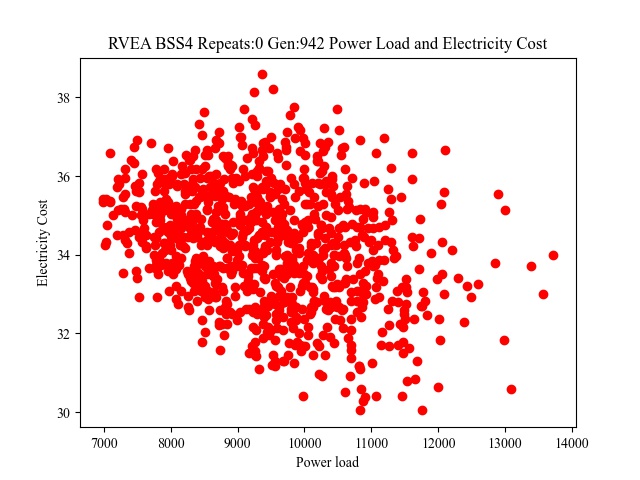 RVEA BSS4 Repeats:0 Gen:942 Power Load and Electricity Cost
Electricity Cost
38
36
34
32
30
7000 8000 9000 10000 11000 12000 13000 14000
Power load